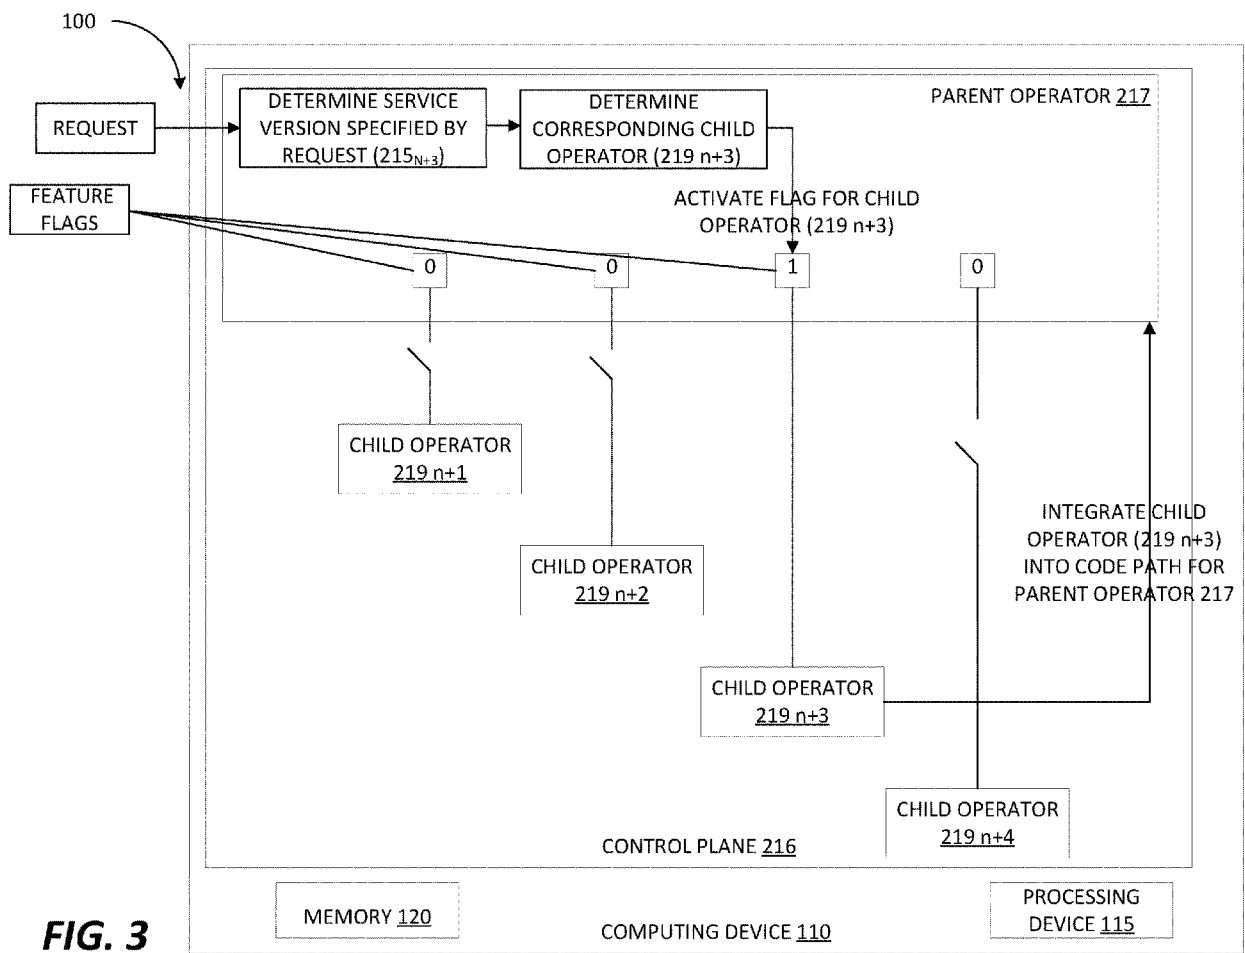 100
PARENT OPERATOR 217
REQUEST
DETERMINE SERVICE
VERSION SPECIFIED BY
REQUEST (215N+3)
DETERMINE
CORRESPONDING CHILD
OPERATOR (219 n+3)
FEATURE
FLAGS
ACTIVATE FLAG FOR CHILD
OPERATOR (219 n+3)
0
0
1
0
CHILD OPERATOR
219 n+1
CHILD OPERATOR
219 n+2
INTEGRATE CHILD
OPERATOR (219 n+3)
INTO CODE PATH FOR
PARENT OPERATOR 217
CHILD OPERATOR
219 n+3
CHILD OPERATOR
219 n+4
CONTROL PLANE 216
MEMORY 120
COMPUTING DEVICE 110
PROCESSING
DEVICE 115
FIG. 3